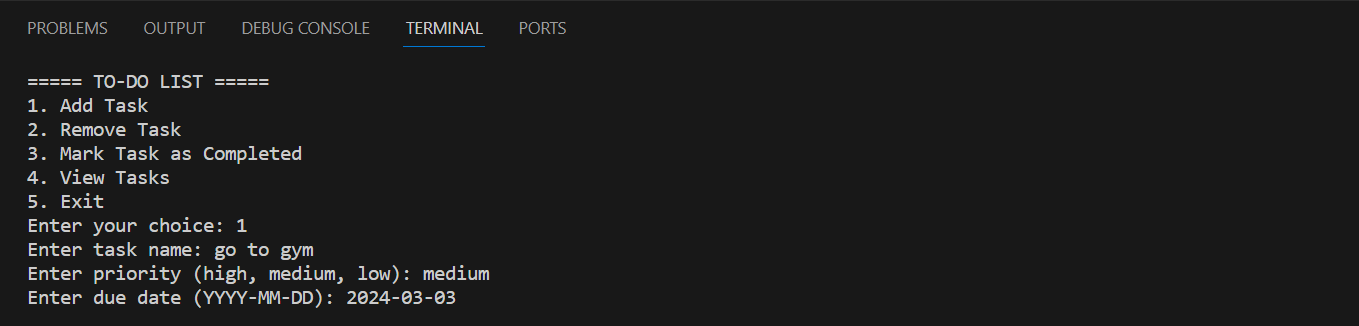 PROBLEMS OUTPUT DEBUG CONSOLE TERMINAL PORTS
===== TO-DO LIST =====
1. Add Task
2. Remove Task
3. Mark Task as Completed
4. View Tasks
5. Exit
Enter your choice: 1
Enter task name: go to gym
Enter priority (high, medium, low): medium
Enter due date (YYYY-MM-DD): 2024-03-03